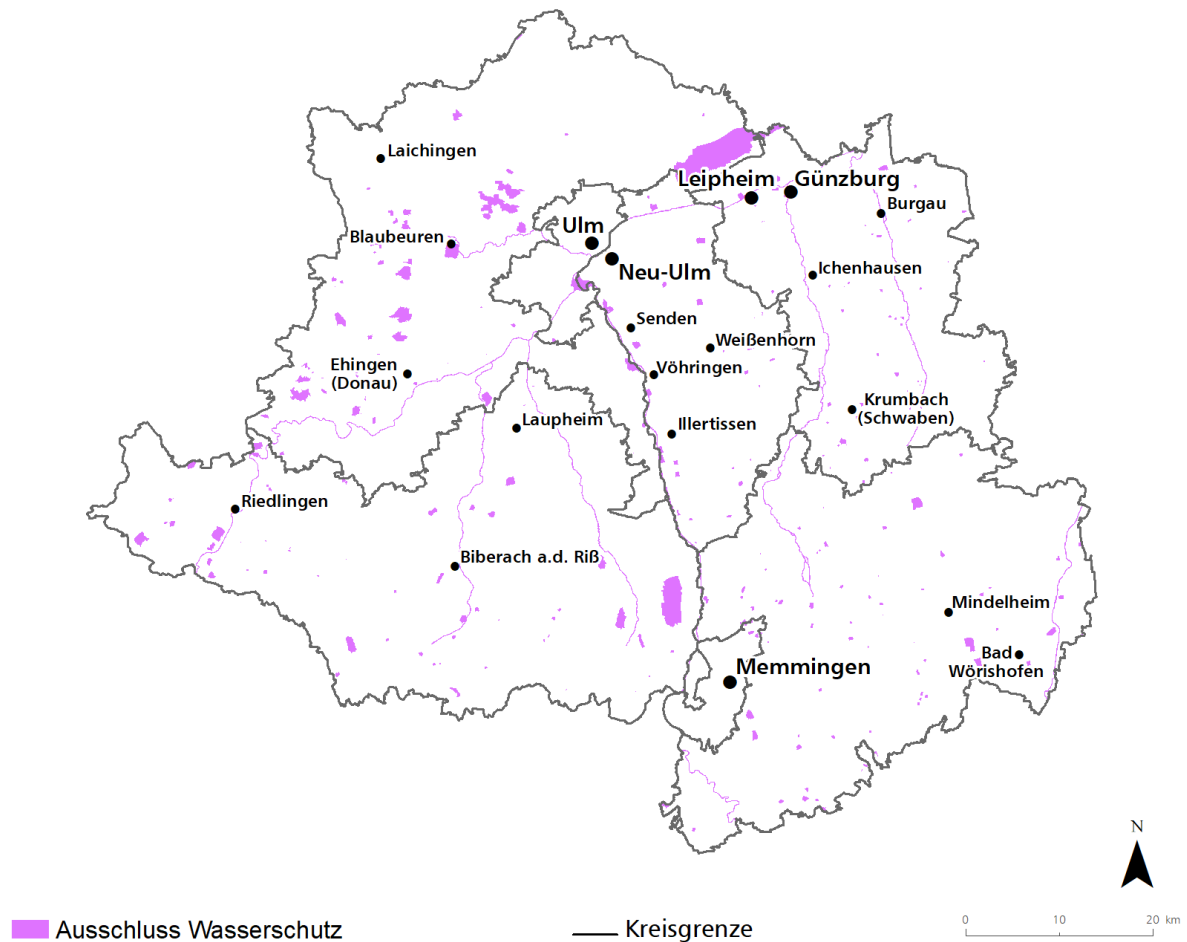 Laichingen
Leipheim
Günzburg
Burgau
Ulm
Blaubeuren
Neu-Ulm
Ichenhausen
Senden
Weißenhorn
Ehingen
(Donau)
Vöhringen
Krumbach
(Schwaben)
Laupheim
Illertissen
Riedlingen
Biberach a.d. Riß
Mindelheim
Bad
Wörishofen
Memmingen
N
Ausschluss Wasserschutz
Kreisgrenze
0 10 20 km